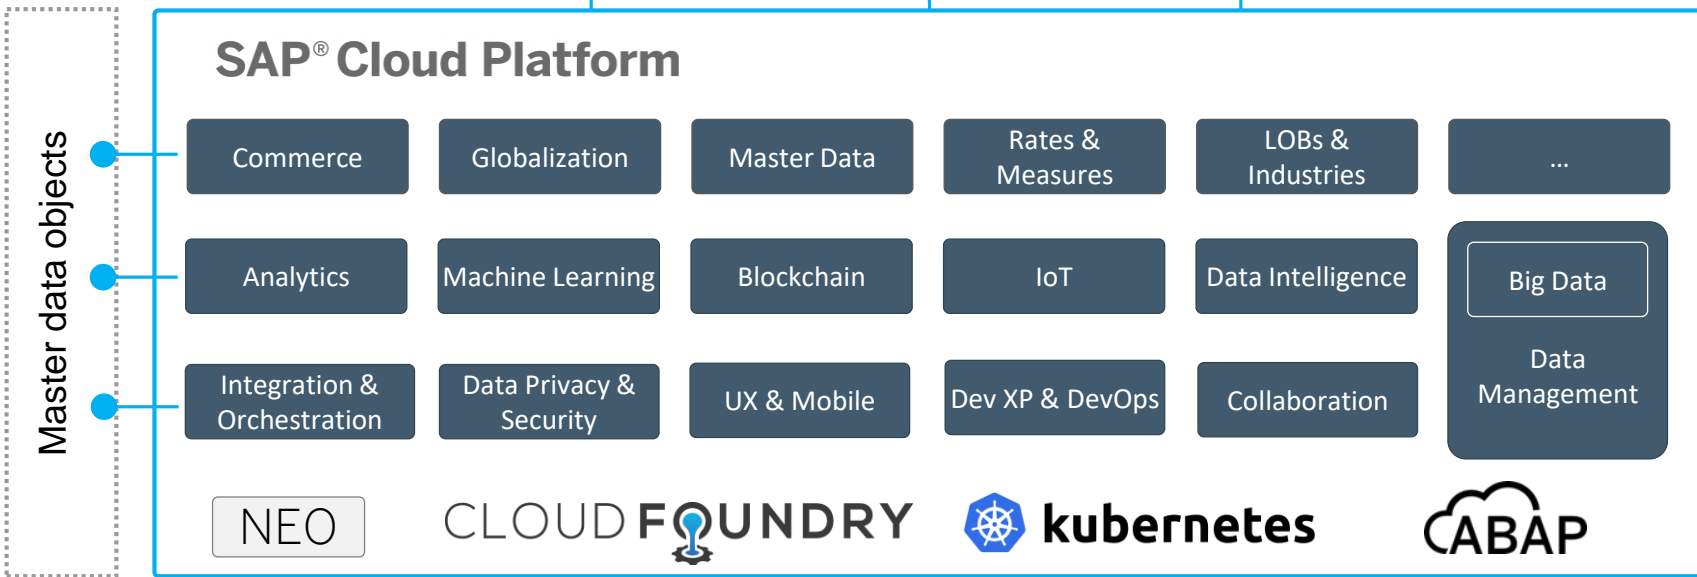 Master data objects
SAP® Cloud Platform
Commerce
Globalization
Master Data
Rates &
Measures
LOBs &
Industries
...
Analytics
Machine Learning
Blockchain
IoT
Data Intelligence
Big Data
Data
Management
Integration &
Orchestration
Data Privacy &
Security
UX & Mobile
Dev XP & DevOps
Collaboration
NEO
CLOUD FOUNDRY
kubernetes
ABAP